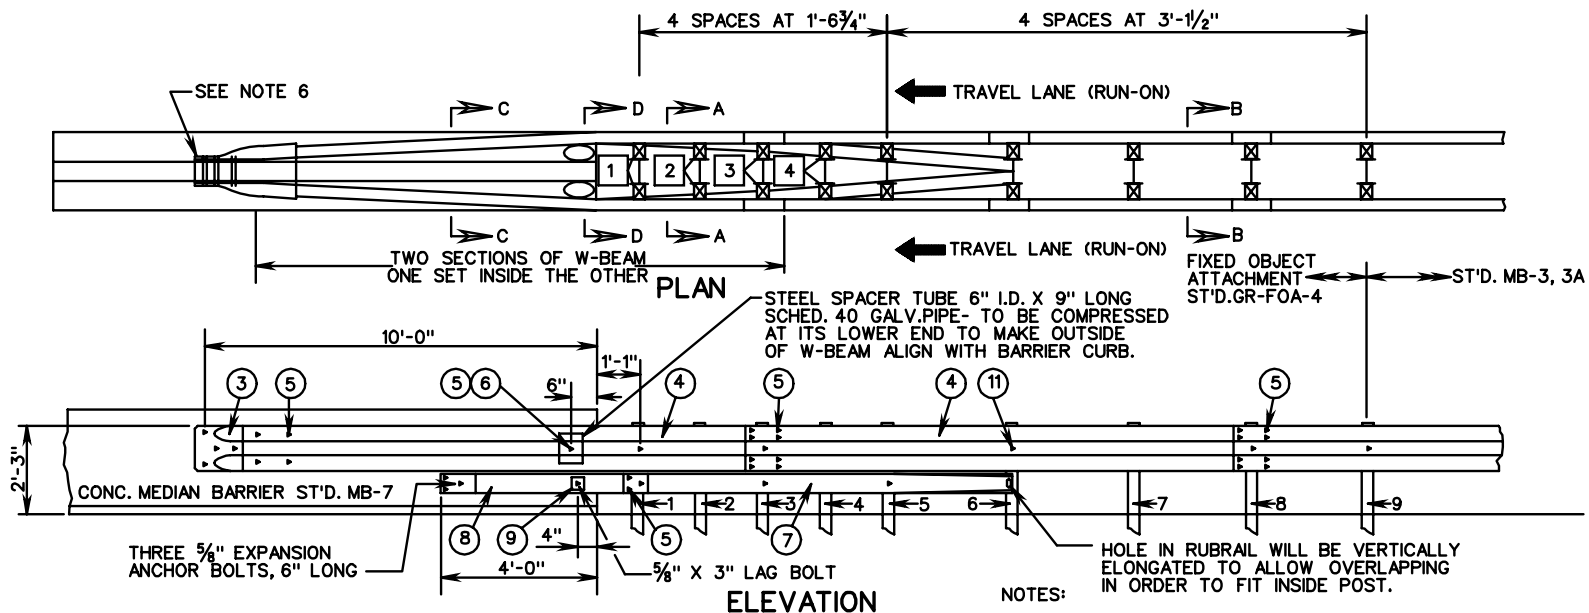 4 SPACES AT 1'-6¾"
4 SPACES AT 3'-1½"
SEE NOTE 6
TRAVEL LANE (RUN-ON)
C
D
A
B
1
2
3
4
C
D
A
B
TRAVEL LANE (RUN-ON)
TWO SECTIONS OF W-BEAM
ONE SET INSIDE THE OTHER
PLAN
FIXED OBJECT
ATTACHMENT
ST'D.GR-FOA-4
ST'D. MB-3, 3A
STEEL SPACER TUBE 6" I.D. X 9" LONG
SCHED. 40 GALV.PIPE- TO BE COMPRESSED
AT ITS LOWER END TO MAKE OUTSIDE
OF W-BEAM ALIGN WITH BARRIER CURB.
10'-0"
1'-1"
6"
3
5
5
6
4
5
4
11
5
2'-3"
CONC. MEDIAN BARRIER ST'D. MB-7
1
2
3
4
5
6
7
8
9
8
9
5
7
4"
4'-0"
THREE ⅝" EXPANSION
ANCHOR BOLTS, 6" LONG
⅝" X 3" LAG BOLT
HOLE IN RUBRAIL WILL BE VERTICALLY
ELONGATED TO ALLOW OVERLAPPING
IN ORDER TO FIT INSIDE POST.
NOTES:
ELEVATION